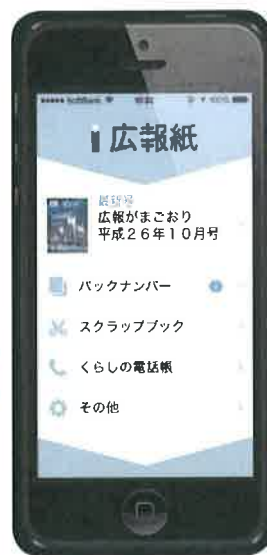 SoftBank
100%
i 広報紙
最新号
広報がまごおり
平成26年10月号
バックナンバー
スクラップブック
くらしの電話帳
その他